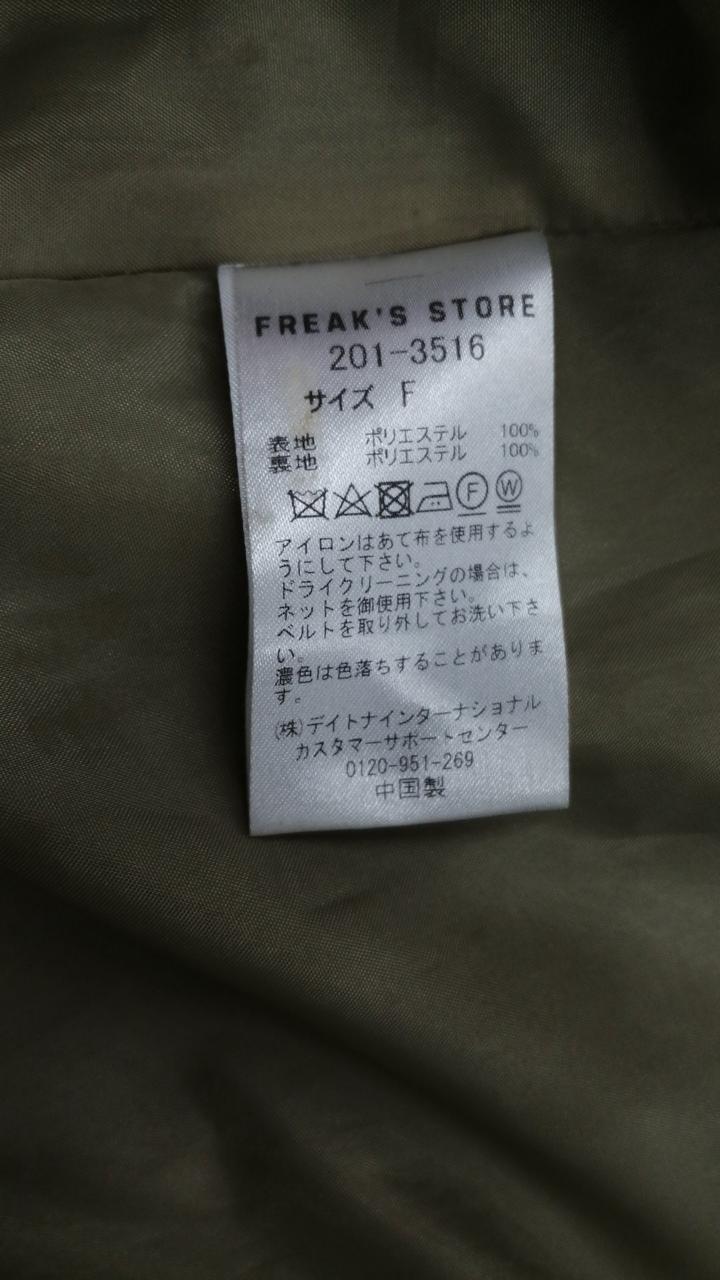 FREAK'S STORE
201-3516
サイズ F
表地 ポリエステル 100%
裏地 ポリエステル 100%
F W
アイロンはあて布を使用するよ
うにして下さい。
ドライクリーニングの場合は、
ネットを御使用下さい。
ベルトを取り外してお洗い下さ
い。
濃色は色落ちすることがありま
す。
(株)デイトナインターナショナル
カスタマーサポートセンター
0120-951-269
中国製